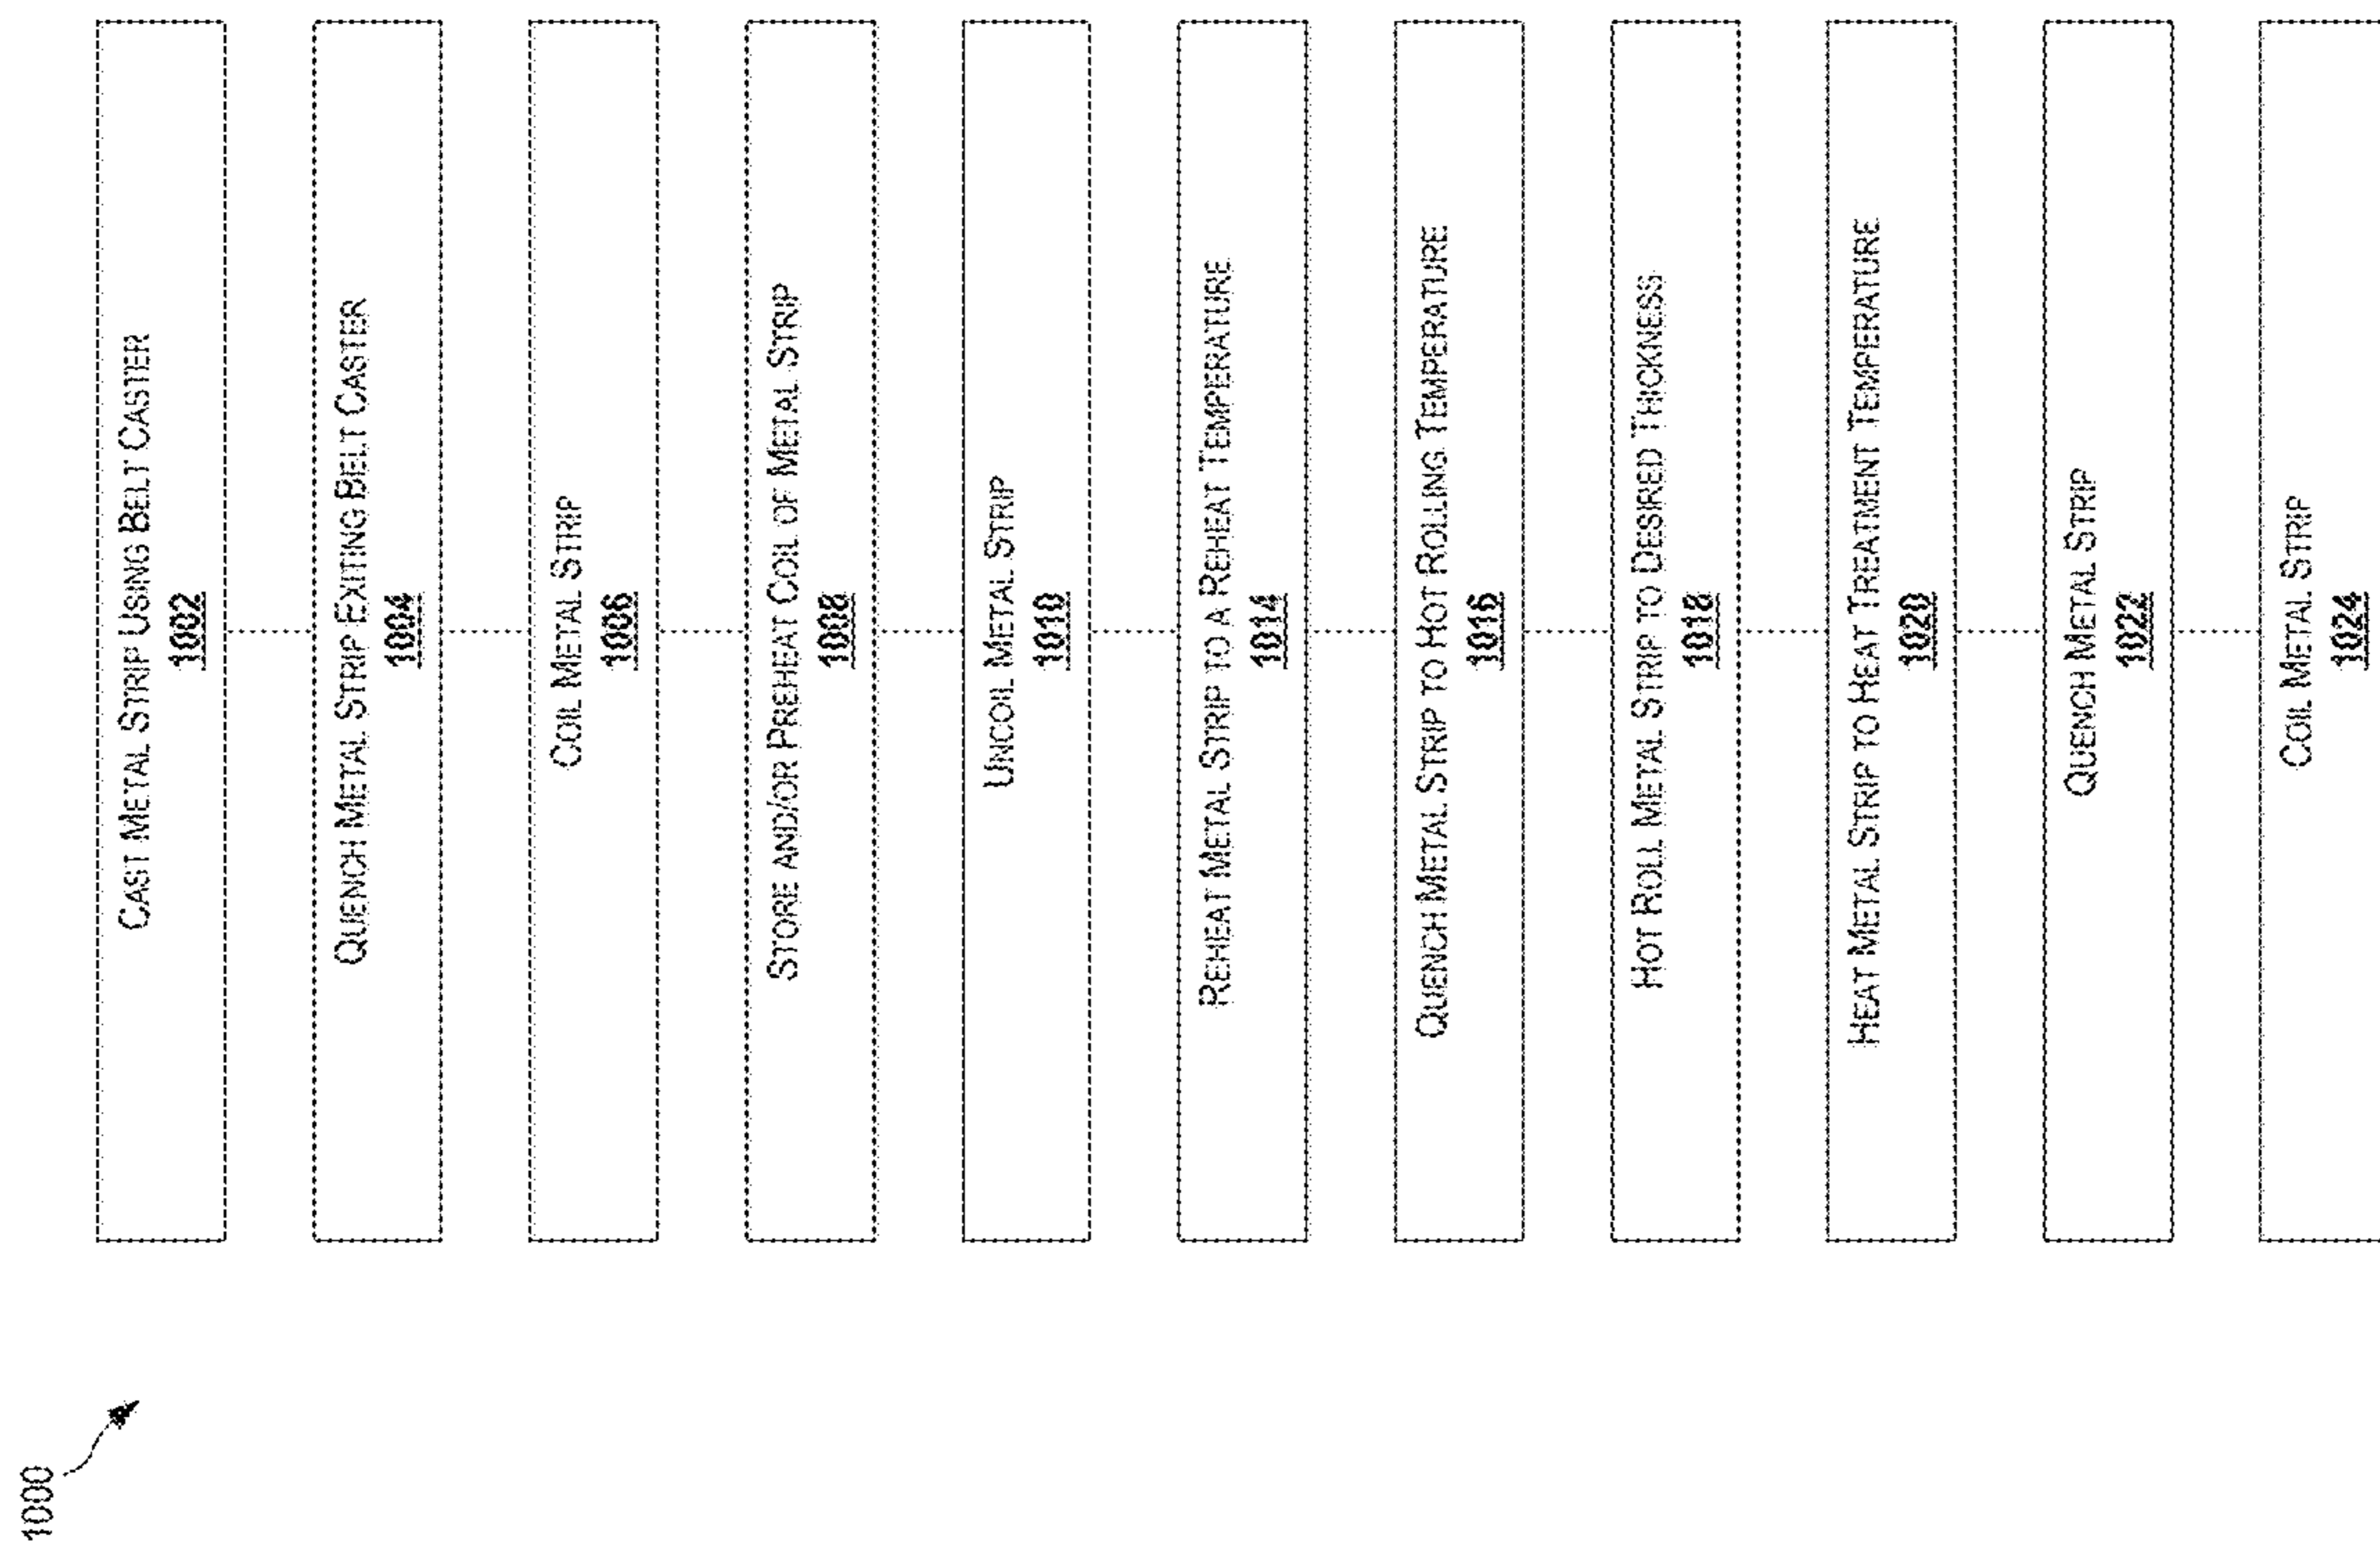 1000
CAST METAL STRIP USING BELT CASTER
1002
QUENCH METAL STRIP EXITING BELT CASTER
1004
COIL METAL STRIP
1006
STORE AND/OR PREHEAT COIL OF METAL STRIP
1008
UNCOIL METAL STRIP
1010
REHEAT METAL STRIP TO A REHEAT TEMPERATURE
1014
QUENCH METAL STRIP TO HOT ROLLING TEMPERATURE
1016
HOT ROLL METAL STRIP TO DESIRED THICKNESS
1018
HEAT METAL STRIP TO HEAT TREATMENT TEMPERATURE
1020
QUENCH METAL STRIP
1022
COIL METAL STRIP
1024